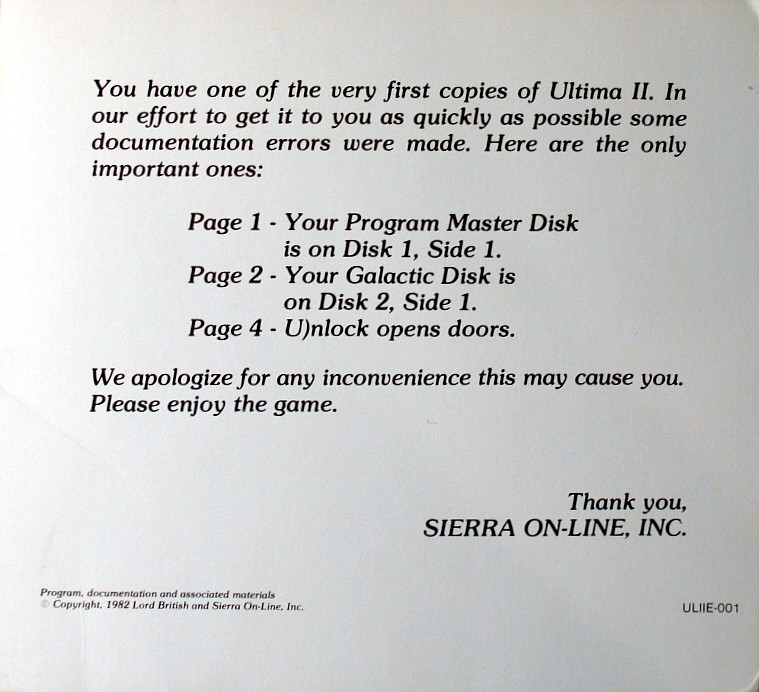 You have one of the very first copies of Ultima II. In
our effort to get it to you as quickly as possible some
documentation errors were made. Here are the only
important ones:
Page 1 - Your Program Master Disk
is on Disk 1, Side 1.
Page 2 - Your Galactic Disk is
on Disk 2, Side 1.
Page 4 - U)nlock opens doors.
We apologize for any inconvenience this may cause you.
Please enjoy the game.
Thank you,
SIERRA ON-LINE, INC.
Program, documentation and associated materials
© Copyright, 1982 Lord British and Sierra On-Line, Inc.
ULIIE-001